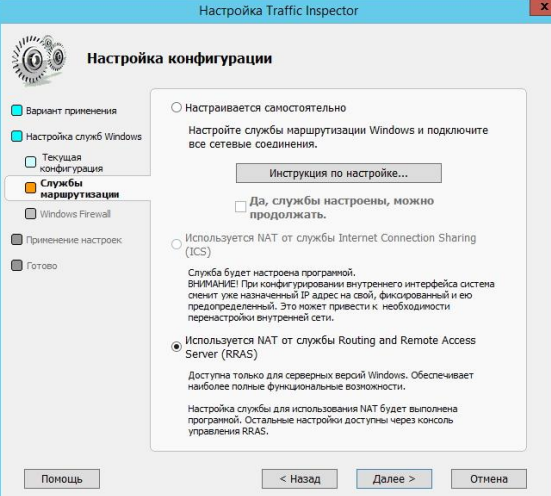 Настройка Traffic Inspector
x
Настройка конфигурации
Вариант применения
Настройка служб Windows
Текущая
конфигурация
Службы
маршрутизации
Windows Firewall
Применение настроек
Готово
Настраивается самостоятельно
Настройте службы маршрутизации Windows и подключите
все сетевые соединения.
Инструкция по настройке...
Да, службы настроены, можно
продолжать.
Используется NAT от службы Internet Connection Sharing
(ICS)
Служба будет настроена программой.
ВНИМАНИЕ! При конфигурировании внутреннего интерфейса система
сменит уже назначенный IP адрес на свой, фиксированный и ею
предопределенный. Это может привести к необходимости
перенастройки внутренней сети.
Используется NAT от службы Routing and Remote Access
Server (RRAS)
Доступна только для серверных версий Windows. Обеспечивает
наиболее полные функциональные возможности.
Настройка службы для использования NAT будет выполнена
программой. Остальные настройки доступны через консоль
управления RRAS.
Помощь
< Назад
Далее >
Отмена